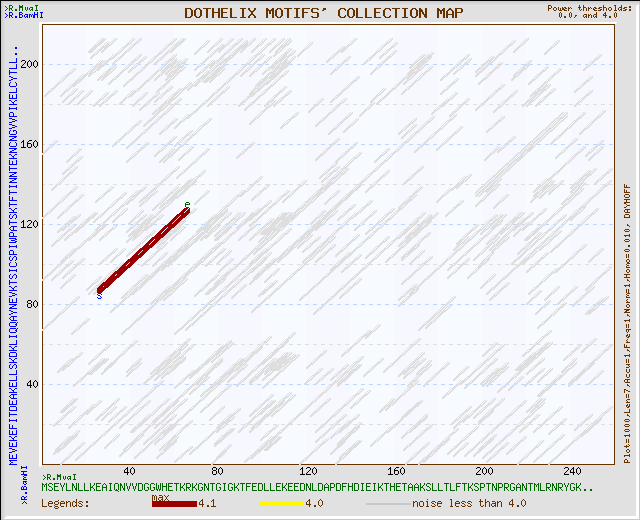 >R.MvaI
>R.BamHI
DOTHELIX MOTIFS' COLLECTION MAP
Power thresholds:
0.0, and 4.0
200
160
120
80
40
MEVEKEFITDEAKELLSKDKLIQQAYNEVKTSICSPIWPATSKTFTINNTEKNCNGVVPIKELCYTLL..
>R.BamHI
P
S
40
80
120
160
200
240
>R.MvaI
MSEYLNLLKEAIQNVVDGGWHETKRKGNTGIGKTFEDLLEKEEDNLDAPDFHDIEIKTHETAAKSLLTLFTKSPTNPRGANTMLRNRYGK..
Legends:
max
4.1
4.0
noise less than 4.0
Plot=1000,Len=7,Accu=1,Freq=1,Norm=1,Homo=0.010, DAYHOFF